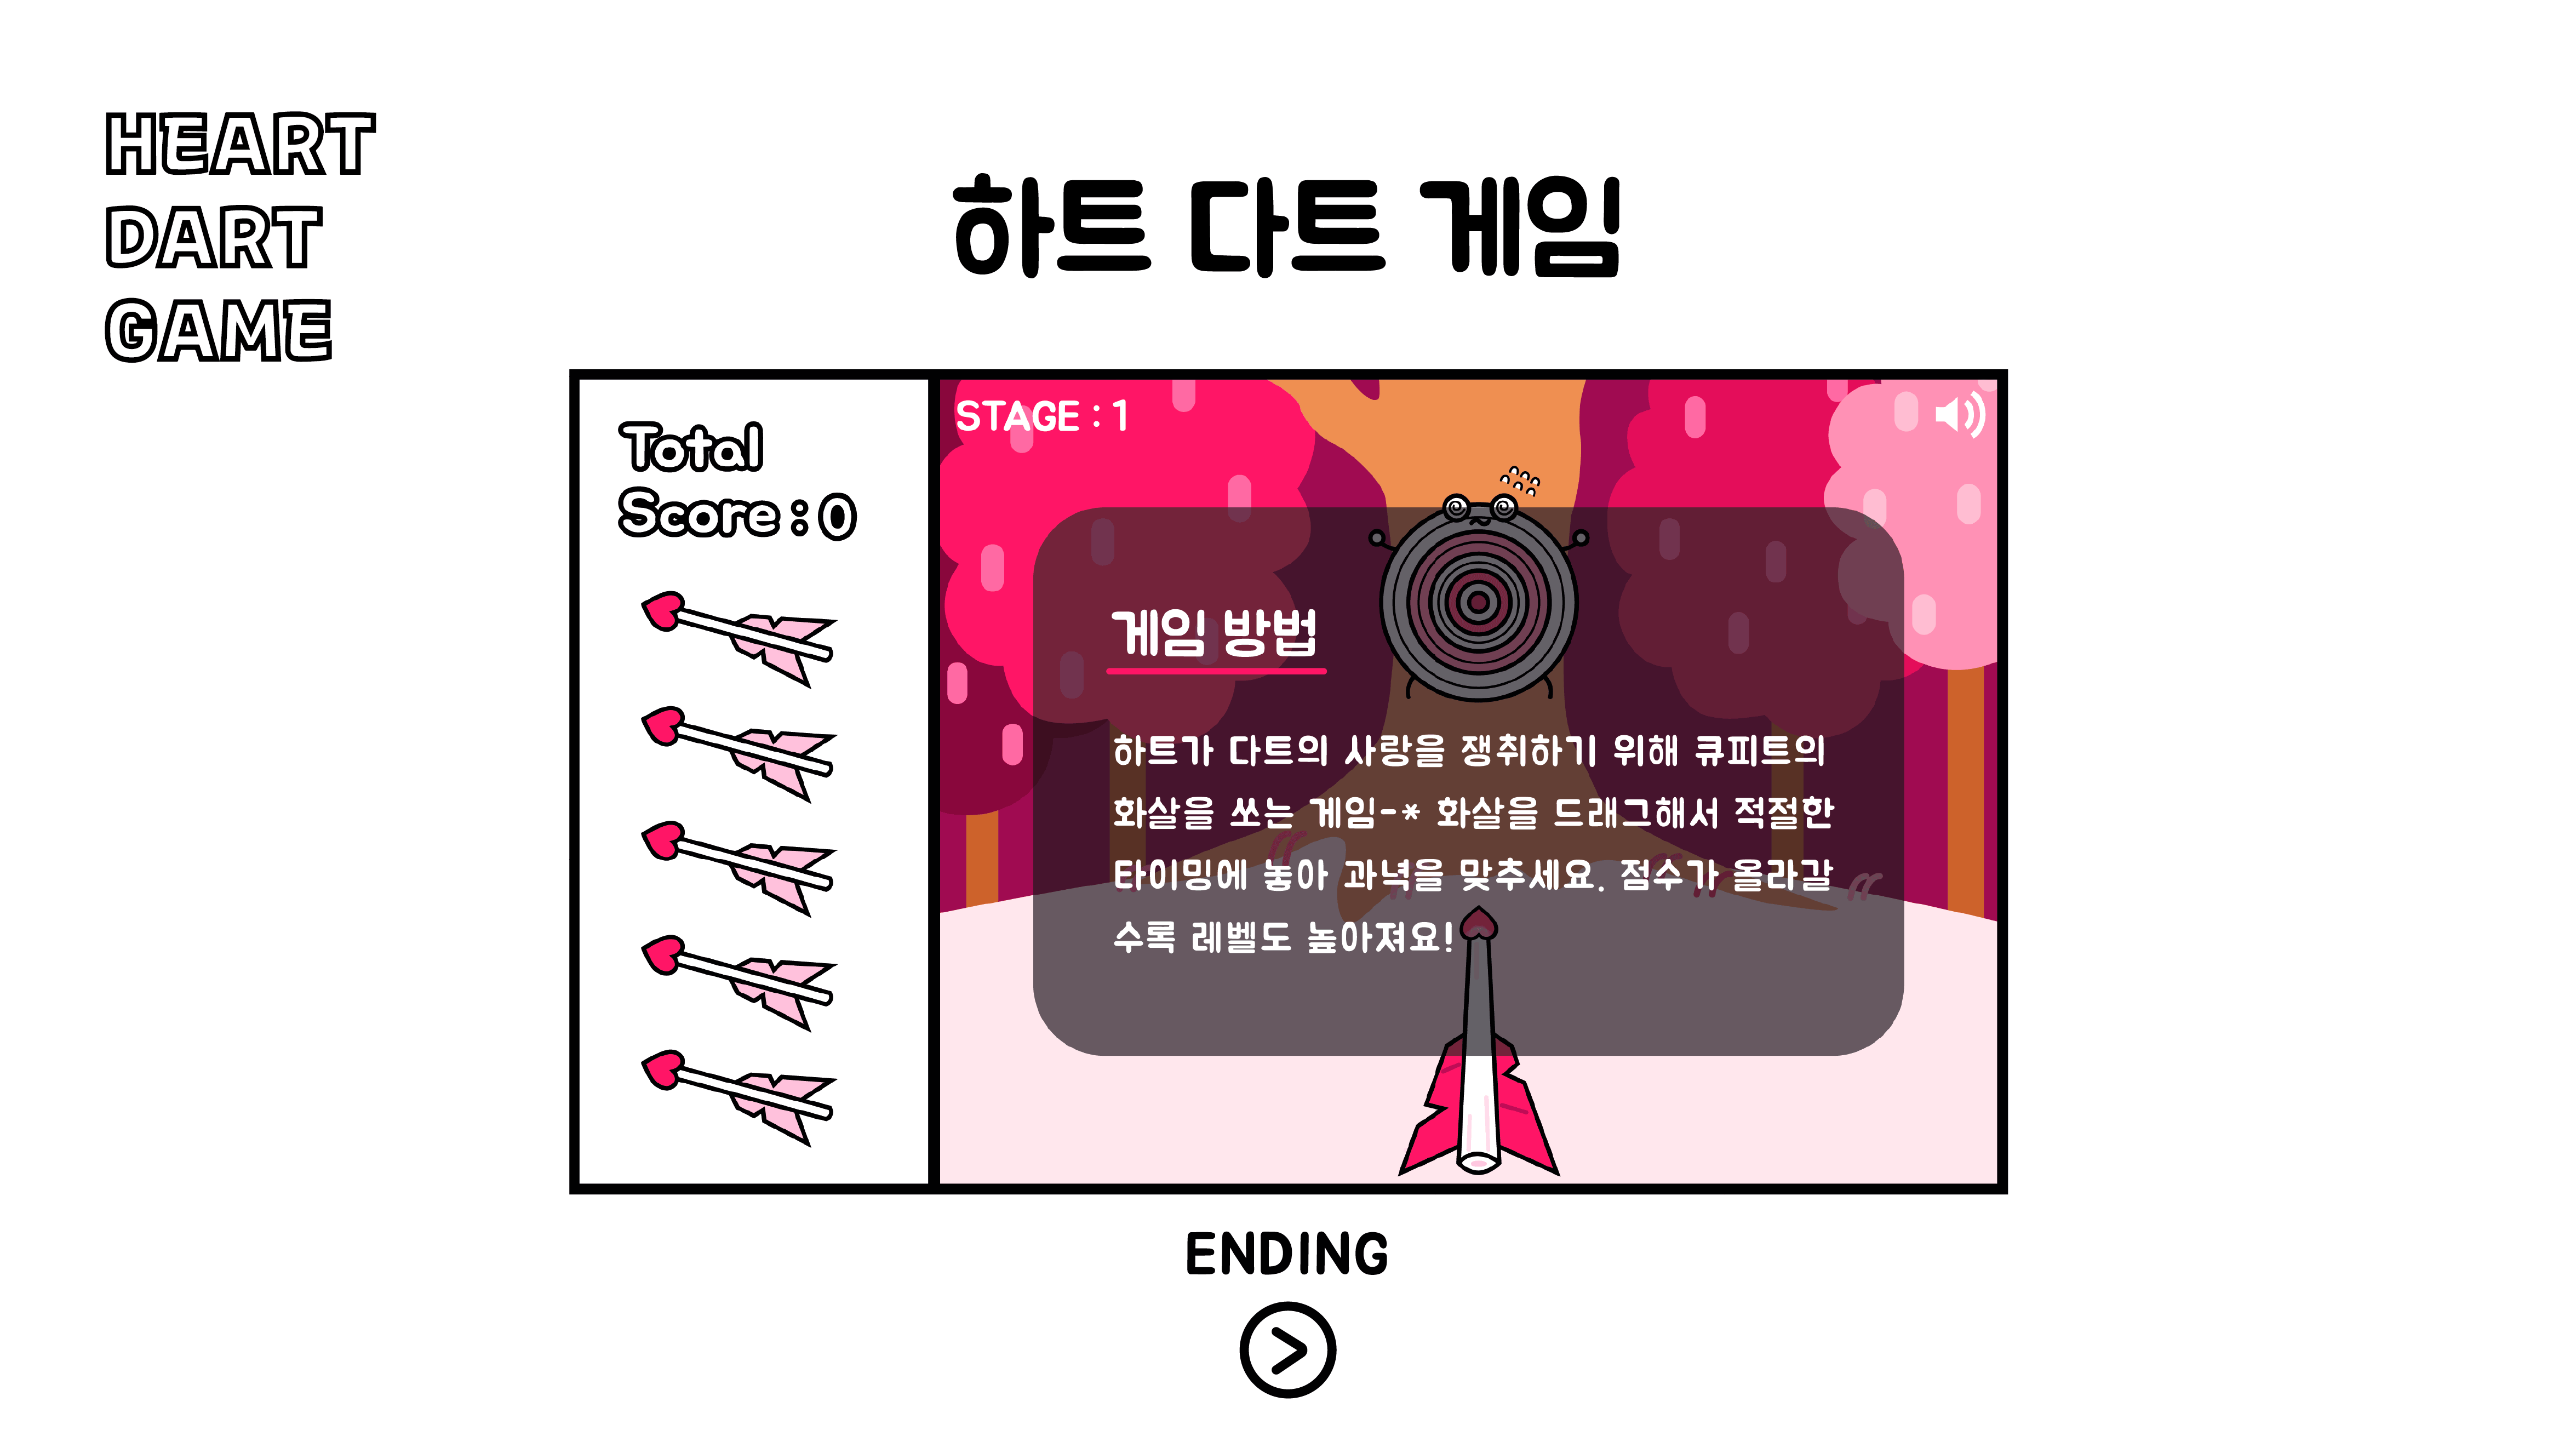 HEART
DART
GAME
하트 다트 게임
Total
Score : 0
STAGE : 1
게임 방법
하트가 다트의 사랑을 쟁취하기 위해 큐피트의
화살을 쏘는 게임-* 화살을 드래그해서 적절한
타이밍에 놓아 과녁을 맞추세요. 점수가 올라갈
수록 레벨도 높아져요!
ENDING